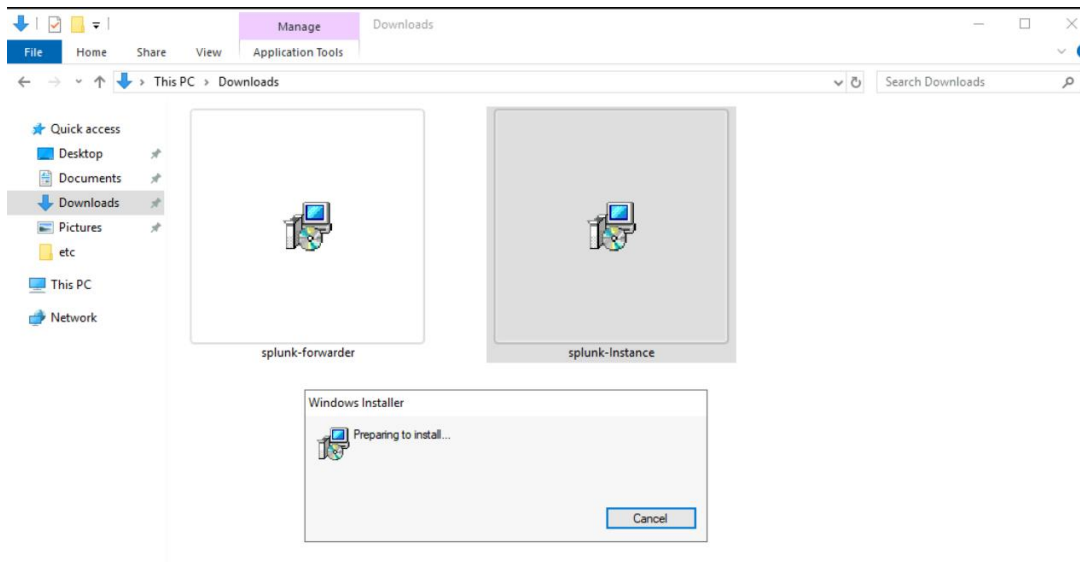 Manage
Downloads
File
Home
Share
View
Application Tools
This PC
Downloads
Search Downloads
Quick access
Desktop
Documents
Downloads
Pictures
etc
This PC
Network
splunk-forwarder
splunk-Instance
Windows Installer
Preparing to install...
Cancel